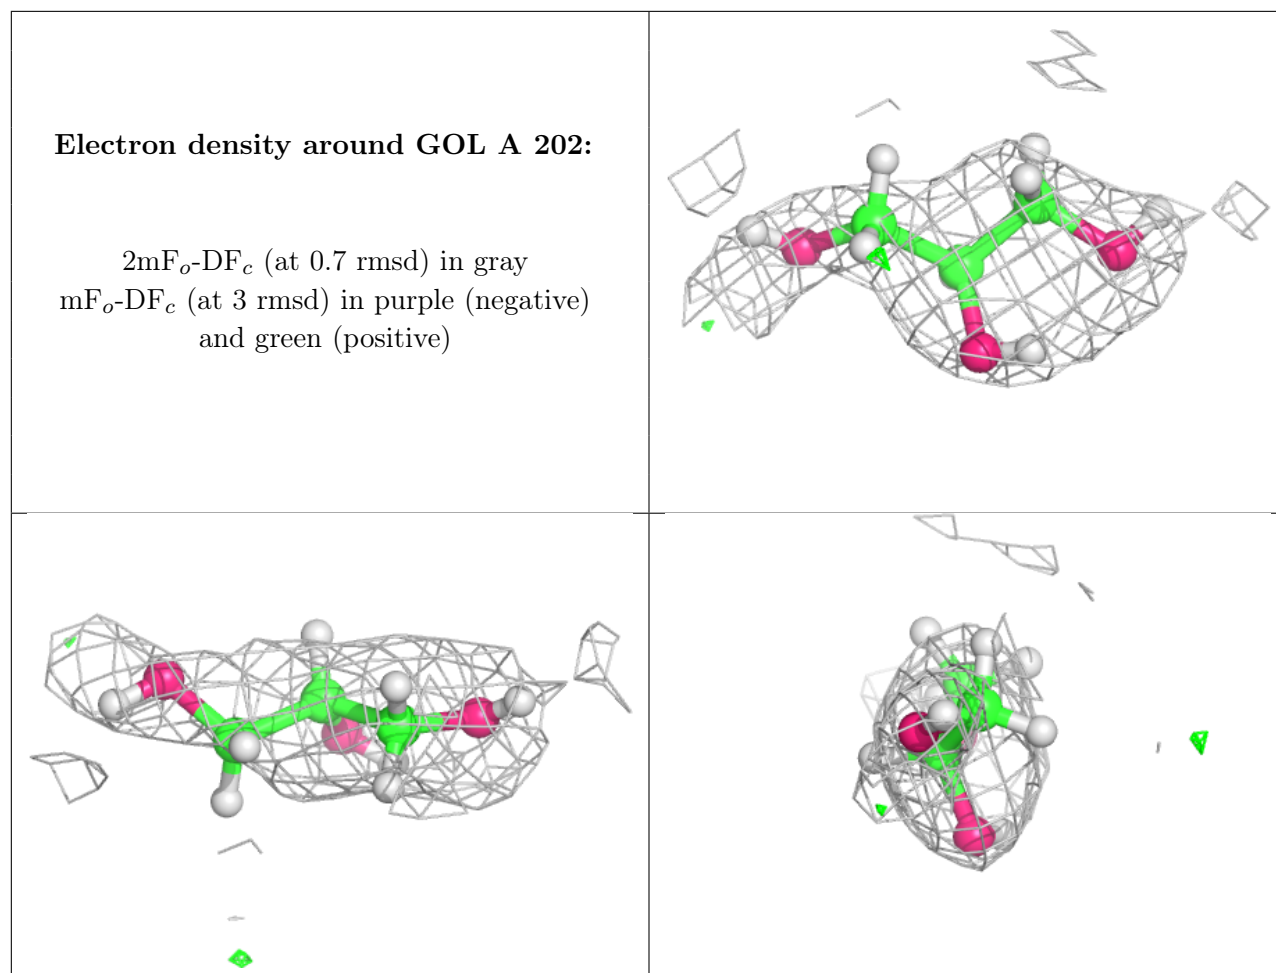 Electron density around GOL A 202:
2mFo-DFc (at 0.7 rmsd) in gray
mFo-DFc (at 3 rmsd) in purple (negative)
and green (positive)